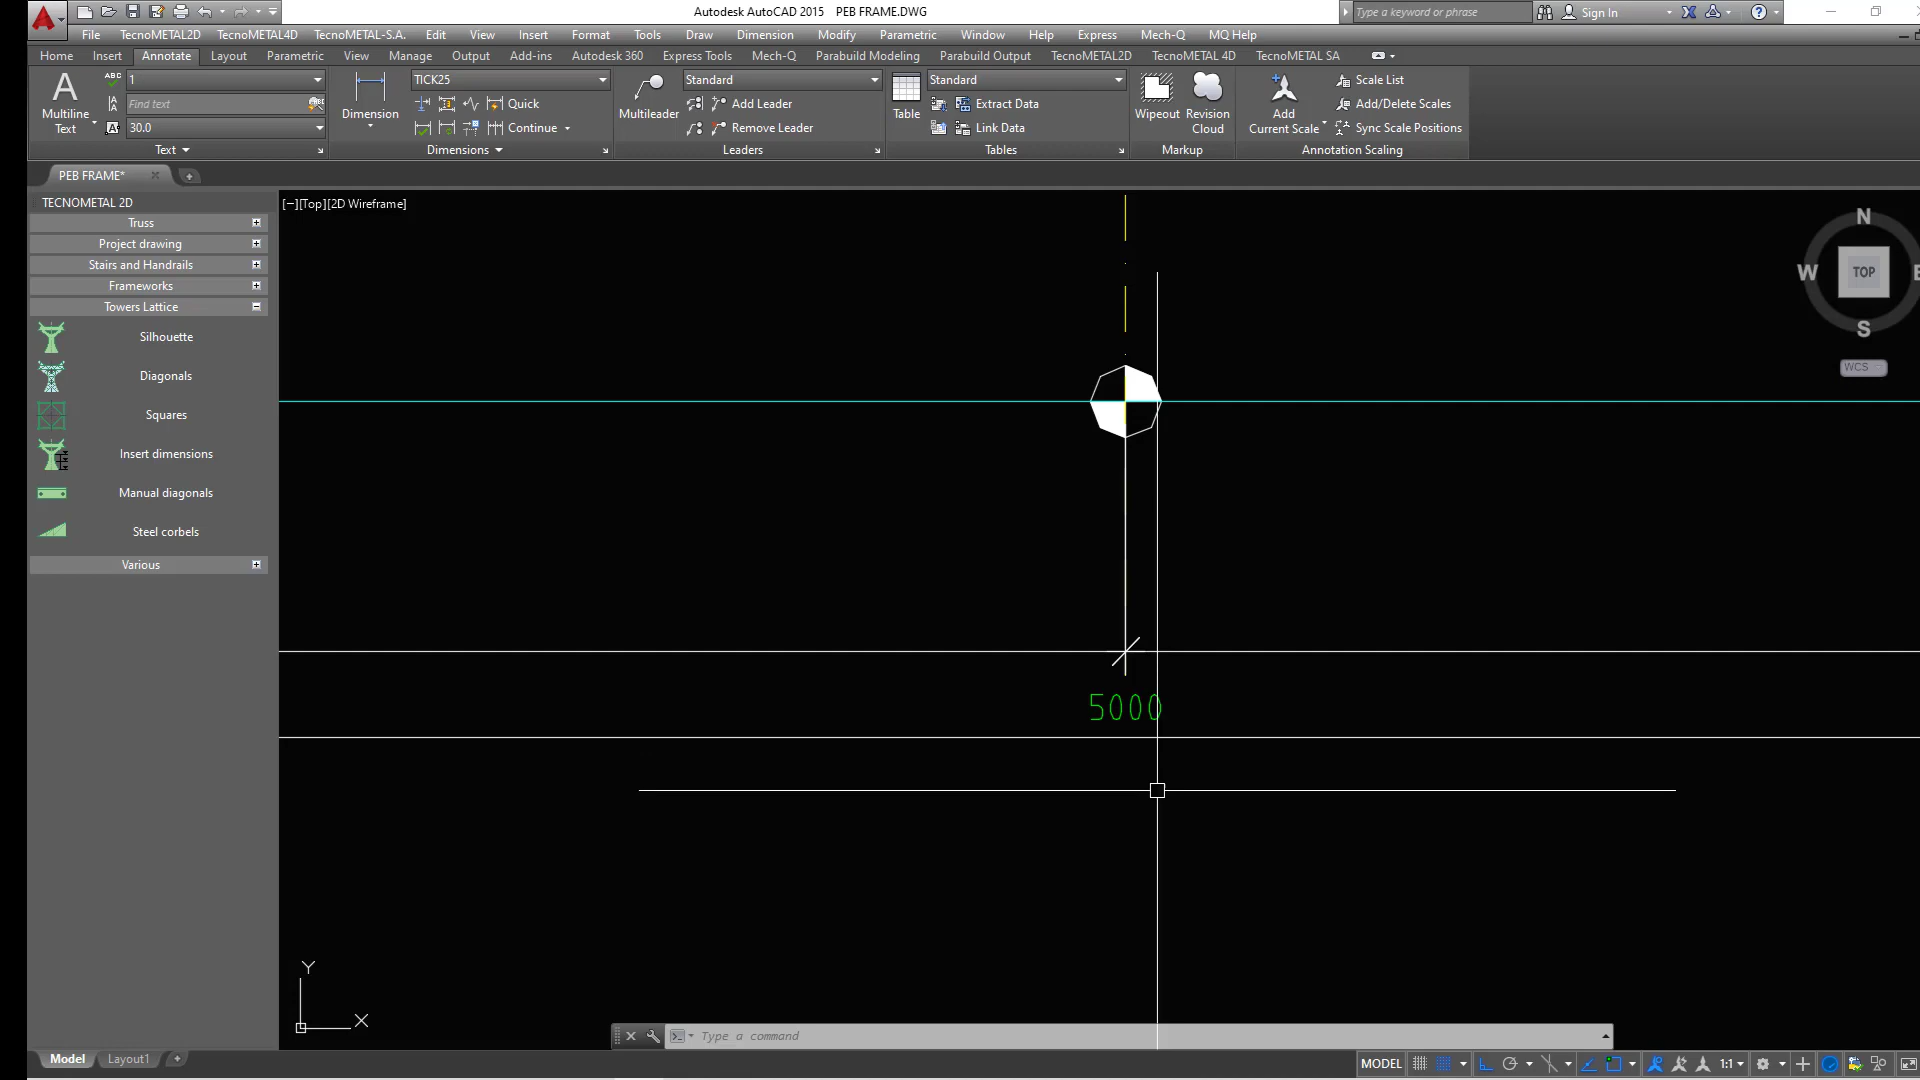 Autodesk AutoCAD 2015 PEB FRAME.DWG
Type a keyword or phrase
Sign In
File TecnoMETAL2D TecnoMETAL4D TecnoMETAL-S.A. Edit View Insert Format Tools Draw Dimension Modify Parametric Window Help Express Mech-Q MQ Help
Home Insert Annotate Layout Parametric View Manage Output Add-ins Autodesk 360 Express Tools Mech-Q Parabuild Modeling Parabuild Output TecnoMETAL2D TecnoMETAL 4D TecnoMETAL SA
A
Multiline
Text
ABC
1
Find text
30.0
Text
Dimension
TICK25
Quick
Continue
Dimensions
Multileader
Standard
Add Leader
Remove Leader
Leaders
Table
Standard
Extract Data
Link Data
Tables
Wipeout
Revision
Cloud
Markup
Add
Current Scale
Scale List
Add/Delete Scales
Sync Scale Positions
Annotation Scaling
PEB FRAME*
TECNOMETAL 2D
Truss
Project drawing
Stairs and Handrails
Frameworks
Towers Lattice
Silhouette
Diagonals
Squares
Insert dimensions
Manual diagonals
Steel corbels
Various
[−][Top][2D Wireframe]
N
W
TOP
E
S
WCS
5000
Y
X
Type a command
Model Layout1
MODEL
1:1